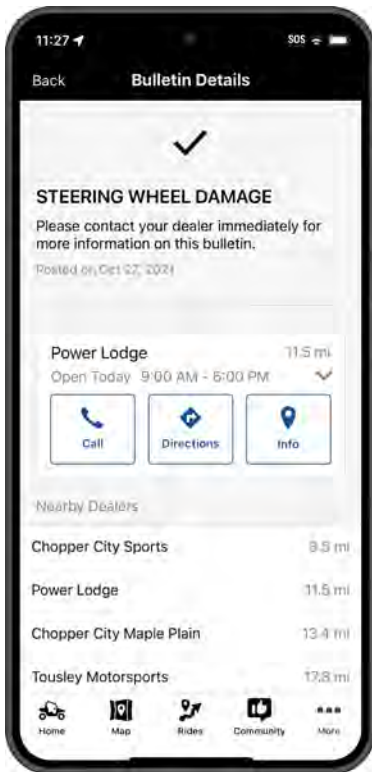 11:27
SOS
Back
Bulletin Details
STEERING WHEEL DAMAGE
Please contact your dealer immediately for
more information on this bulletin.
Posted on Oct 27, 2021
Power Lodge 11.5 mi
Open Today 9:00 AM - 6:00 PM
Call
Directions
Info
Nearby Dealers
Chopper City Sports 9.5 mi
Power Lodge 11.5 mi
Chopper City Maple Plain 13.4 mi
Tousley Motorsports 17.8 mi
Home
Map
Rides
Community
More